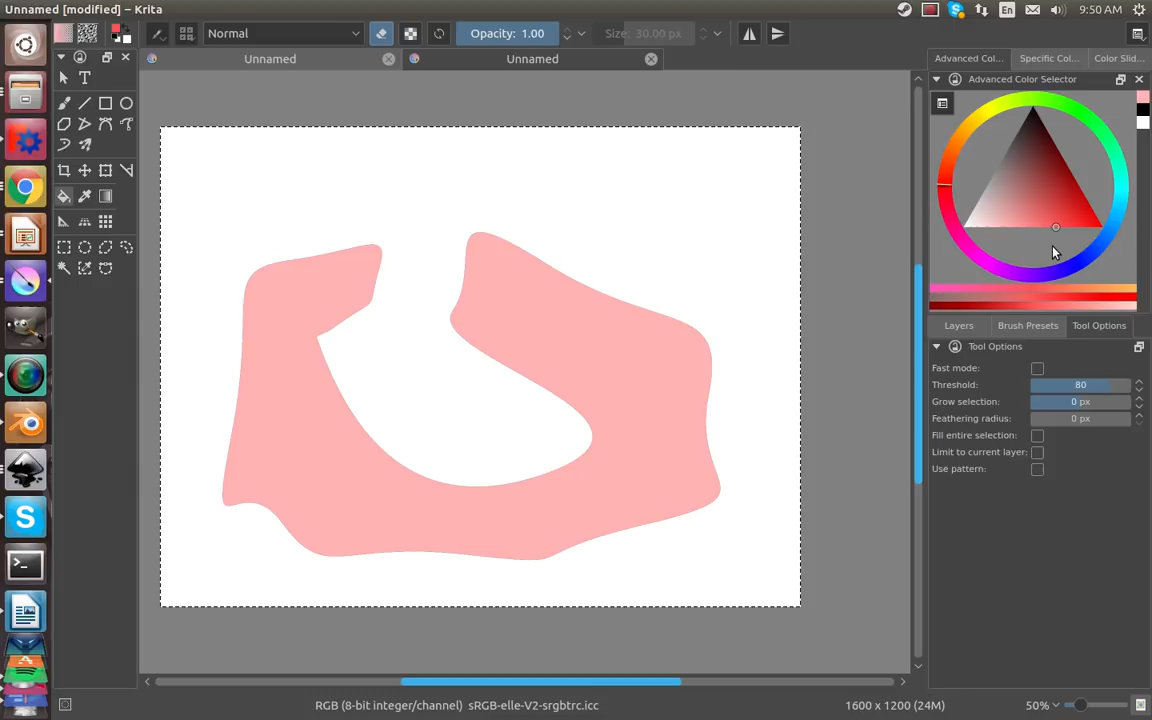 Unnamed [modified] – Krita
En
9:50 AM
Normal
Opacity: 1.00
Size: 30.00 px
Unnamed
Unnamed
Advanced Col...
Specific Col...
Color Slid...
Advanced Color Selector
Layers
Brush Presets
Tool Options
Tool Options
Fast mode:
Threshold:
80
Grow selection:
0 px
Feathering radius:
0 px
Fill entire selection:
Limit to current layer:
Use pattern:
RGB (8-bit integer/channel) sRGB-elle-V2-srgbtrc.icc
1600 x 1200 (24M)
50%